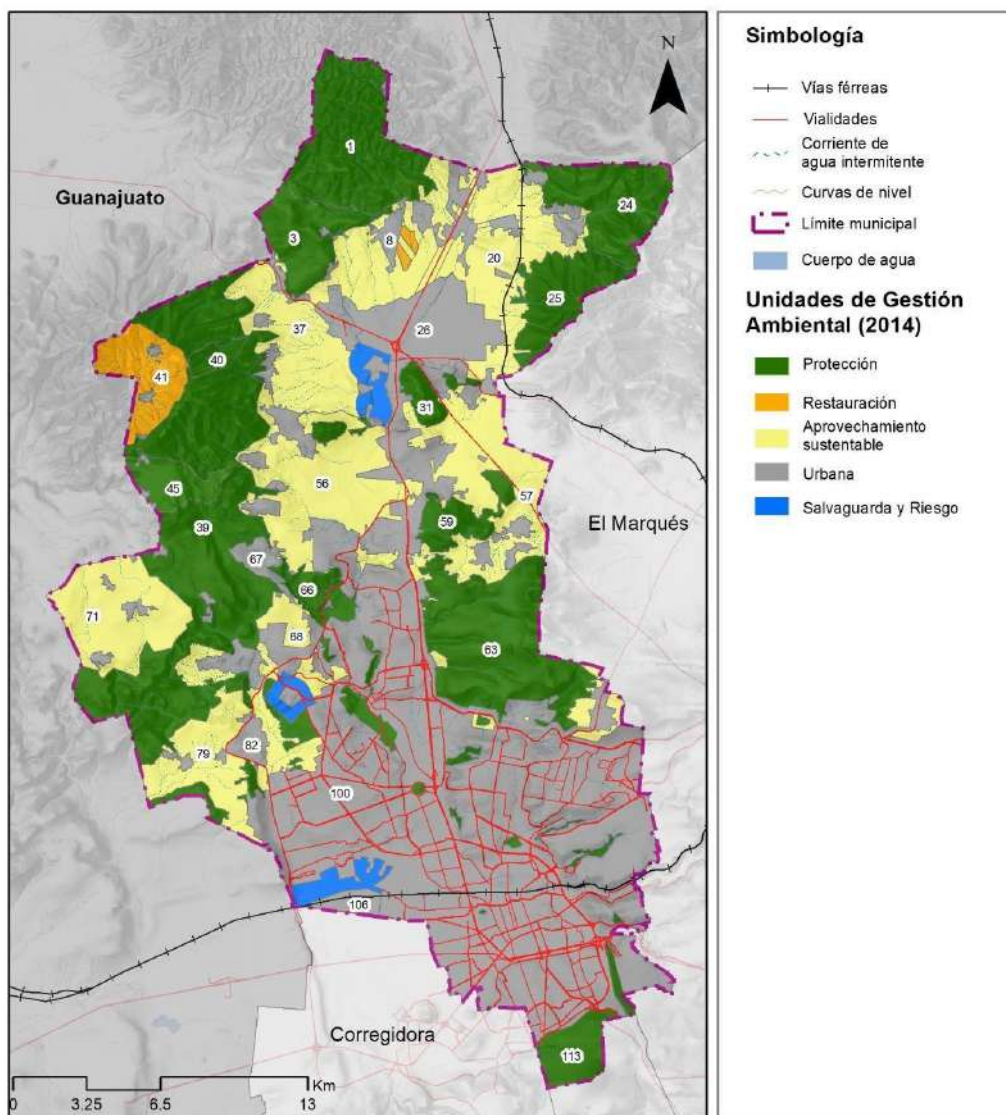 N
Guanajuato
El Marqués
Corregidora
1
3
24
8
20
25
26
37
40
41
31
56
45
57
59
39
67
66
71
68
63
79
82
100
106
113
Km
0 3.25 6.5 13
Simbología
Vías férreas
Vialidades
Corriente de
agua intermitente
Curvas de nivel
Límite municipal
Cuerpo de agua
Unidades de Gestión
Ambiental (2014)
Protección
Restauración
Aprovechamiento
sustentable
Urbana
Salvaguarda y Riesgo